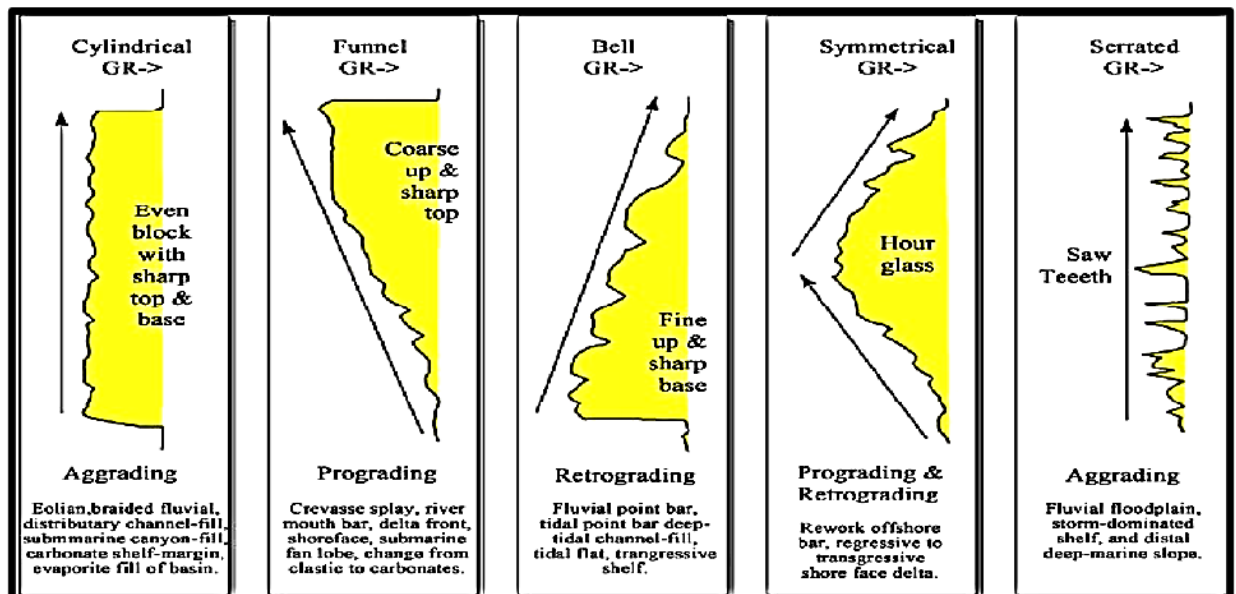 Cylindrical
GR->
Even
block
with
sharp
top &
base
Aggrading
Eolian,braided fluvial,
distributary channel-fill,
submmarine canyon-fill,
carbonate shelf-margin,
evaporite fill of basin.
Funnel
GR->
Coarse
up &
sharp
top
Prograding
Crevasse splay, river
mouth bar, delta front,
shoreface, submarine
fan lobe, change from
clastic to carbonates.
Bell
GR->
Fine
up &
sharp
base
Retrograding
Fluvial point bar,
tidal point bar deep-
tidal channel-fill,
tidal flat, trangressive
shelf.
Symmetrical
GR->
Hour
glass
Prograding &
Retrograding
Rework offshore
bar, regressive to
transgressive
shore face delta.
Serrated
GR->
Saw
Teeeth
Aggrading
Fluvial floodplain,
storm-dominated
shelf, and distal
deep-marine slope.